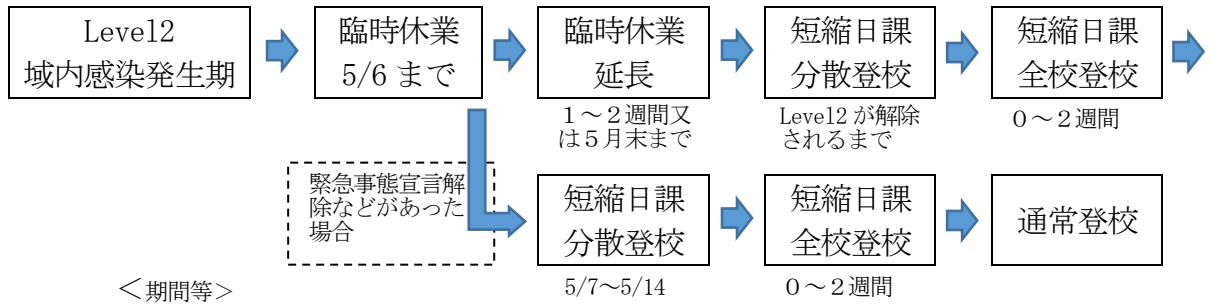 Level2
域内感染発生期
臨時休業
5/6 まで
臨時休業
延長
１～２週間又
は５月末まで
短縮日課
分散登校
Level2 が解除
されるまで
短縮日課
全校登校
０～２週間
緊急事態宣言解
除などがあった
場合
短縮日課
分散登校
5/7～5/14
短縮日課
全校登校
０～２週間
通常登校
＜期間等＞